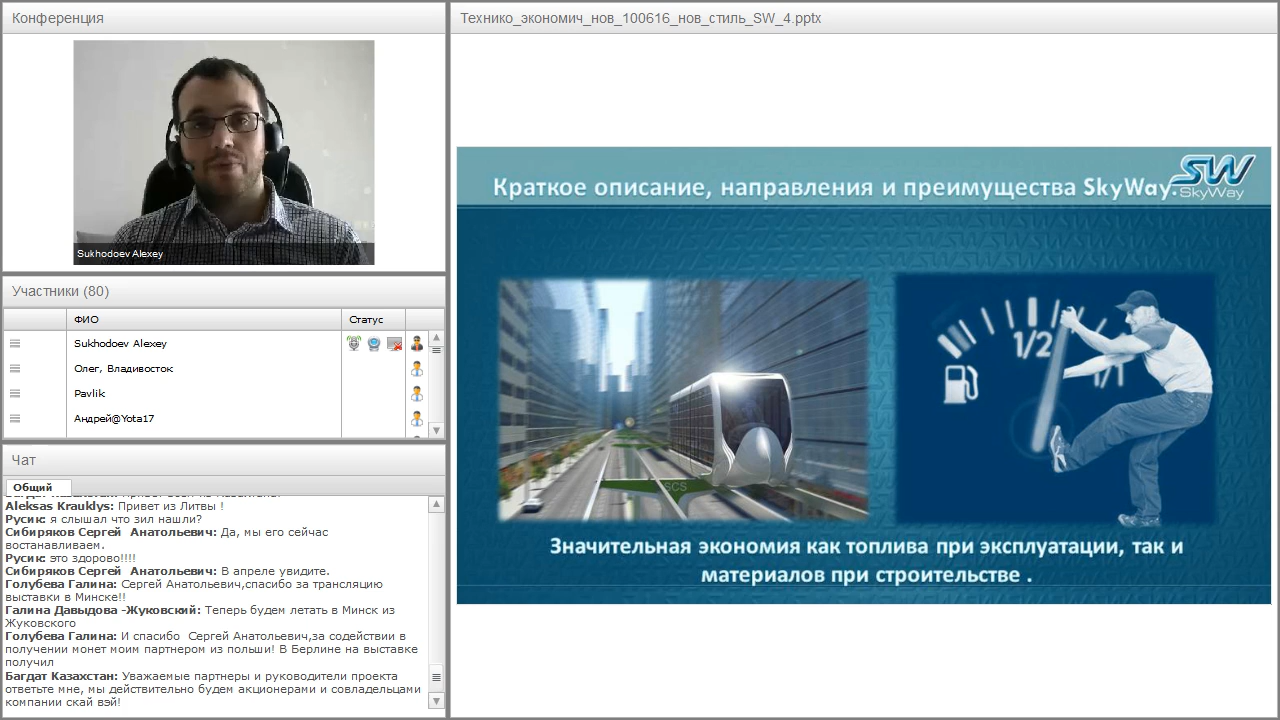 Конференция
Sukhodoev Alexey
Участники (80)
ФИО
Статус
Sukhodoev Alexey
Олег, Владивосток
Pavlik
Андрей@Yota17
Чат
Общий
Aleksas Krauklys: Привет из Литвы !
Русик: я слышал что зил нашли?
Сибиряков Сергей  Анатольевич: Да, мы его сейчас
востанавливаем.
Русик: это здорово!!!!
Сибиряков Сергей  Анатольевич: В апреле увидите.
Голубева Галина: Сергей Анатольевич,спасибо за трансляцию
выставки в Минске!!
Галина Давыдова -Жуковский: Теперь будем летать в Минск из
Жуковского
Голубева Галина: И спасибо  Сергей Анатольевич,за содействии в
получении монет моим партнером из польши! В Берлине на выставке
получил
Багдат Казахстан: Уважаемые партнеры и руководители проекта
ответьте мне, мы действительно будем акционерами и совладельцами
компании скай вэй!
Технико_экономич_нов_100616_нов_стиль_SW_4.pptx
Краткое описание, направления и преимущества SkyWay.
SW
SkyWay
SCS
1/2
1/1
Значительная экономия как топлива при эксплуатации, так и
материалов при строительстве .